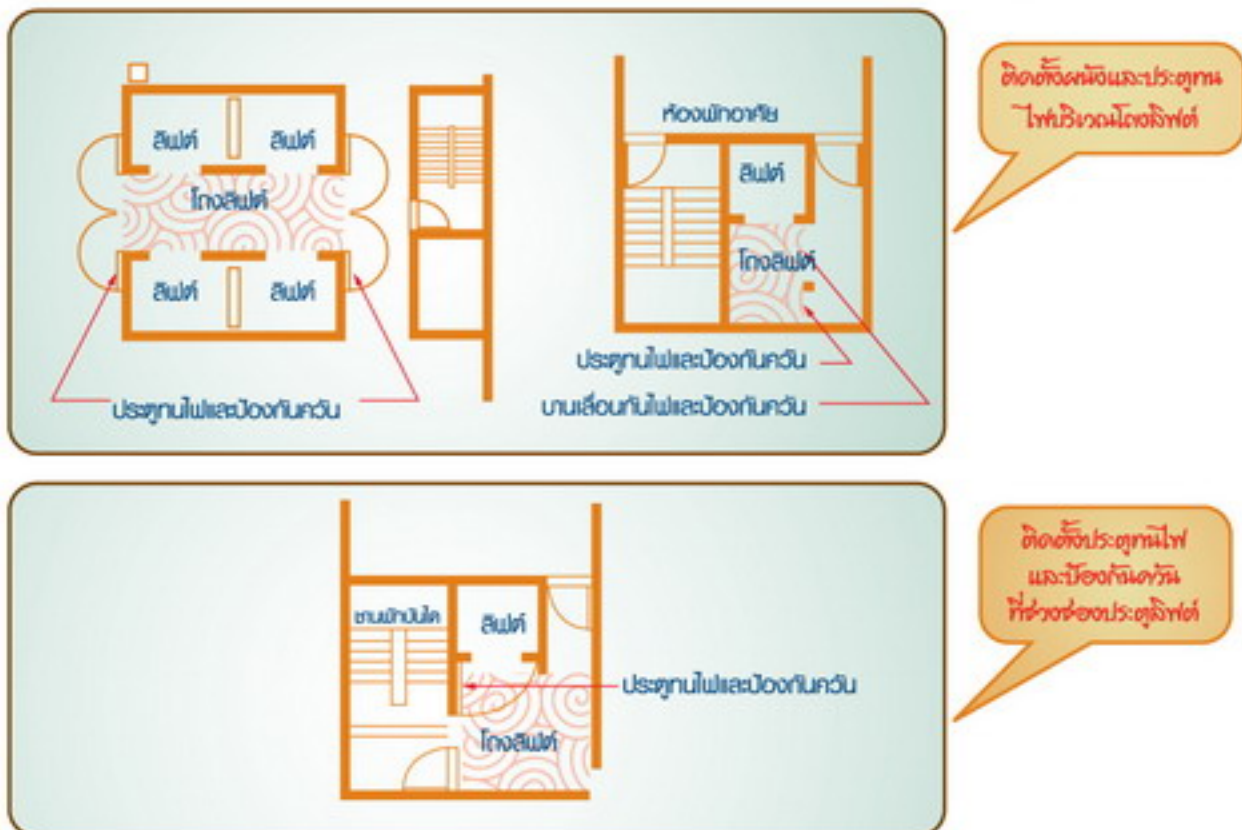 ติดตั้งผนังและประตูทน
ไฟบริเวณโถงลิฟต์
ห้องพักอาศัย
ลิฟต์
ลิฟต์
ลิฟต์
โถงลิฟต์
โถงลิฟต์
ลิฟต์
ลิฟต์
ประตูทนไฟและป้องกันควัน
บานเลื่อนกันไฟและป้องกันควัน
ประตูทนไฟและป้องกันควัน
ติดตั้งประตูทนไฟ
และป้องกันควัน
ที่ช่วงช่องประตูลิฟต์
ชานพักบันได
ลิฟต์
ประตูทนไฟและป้องกันควัน
โถงลิฟต์